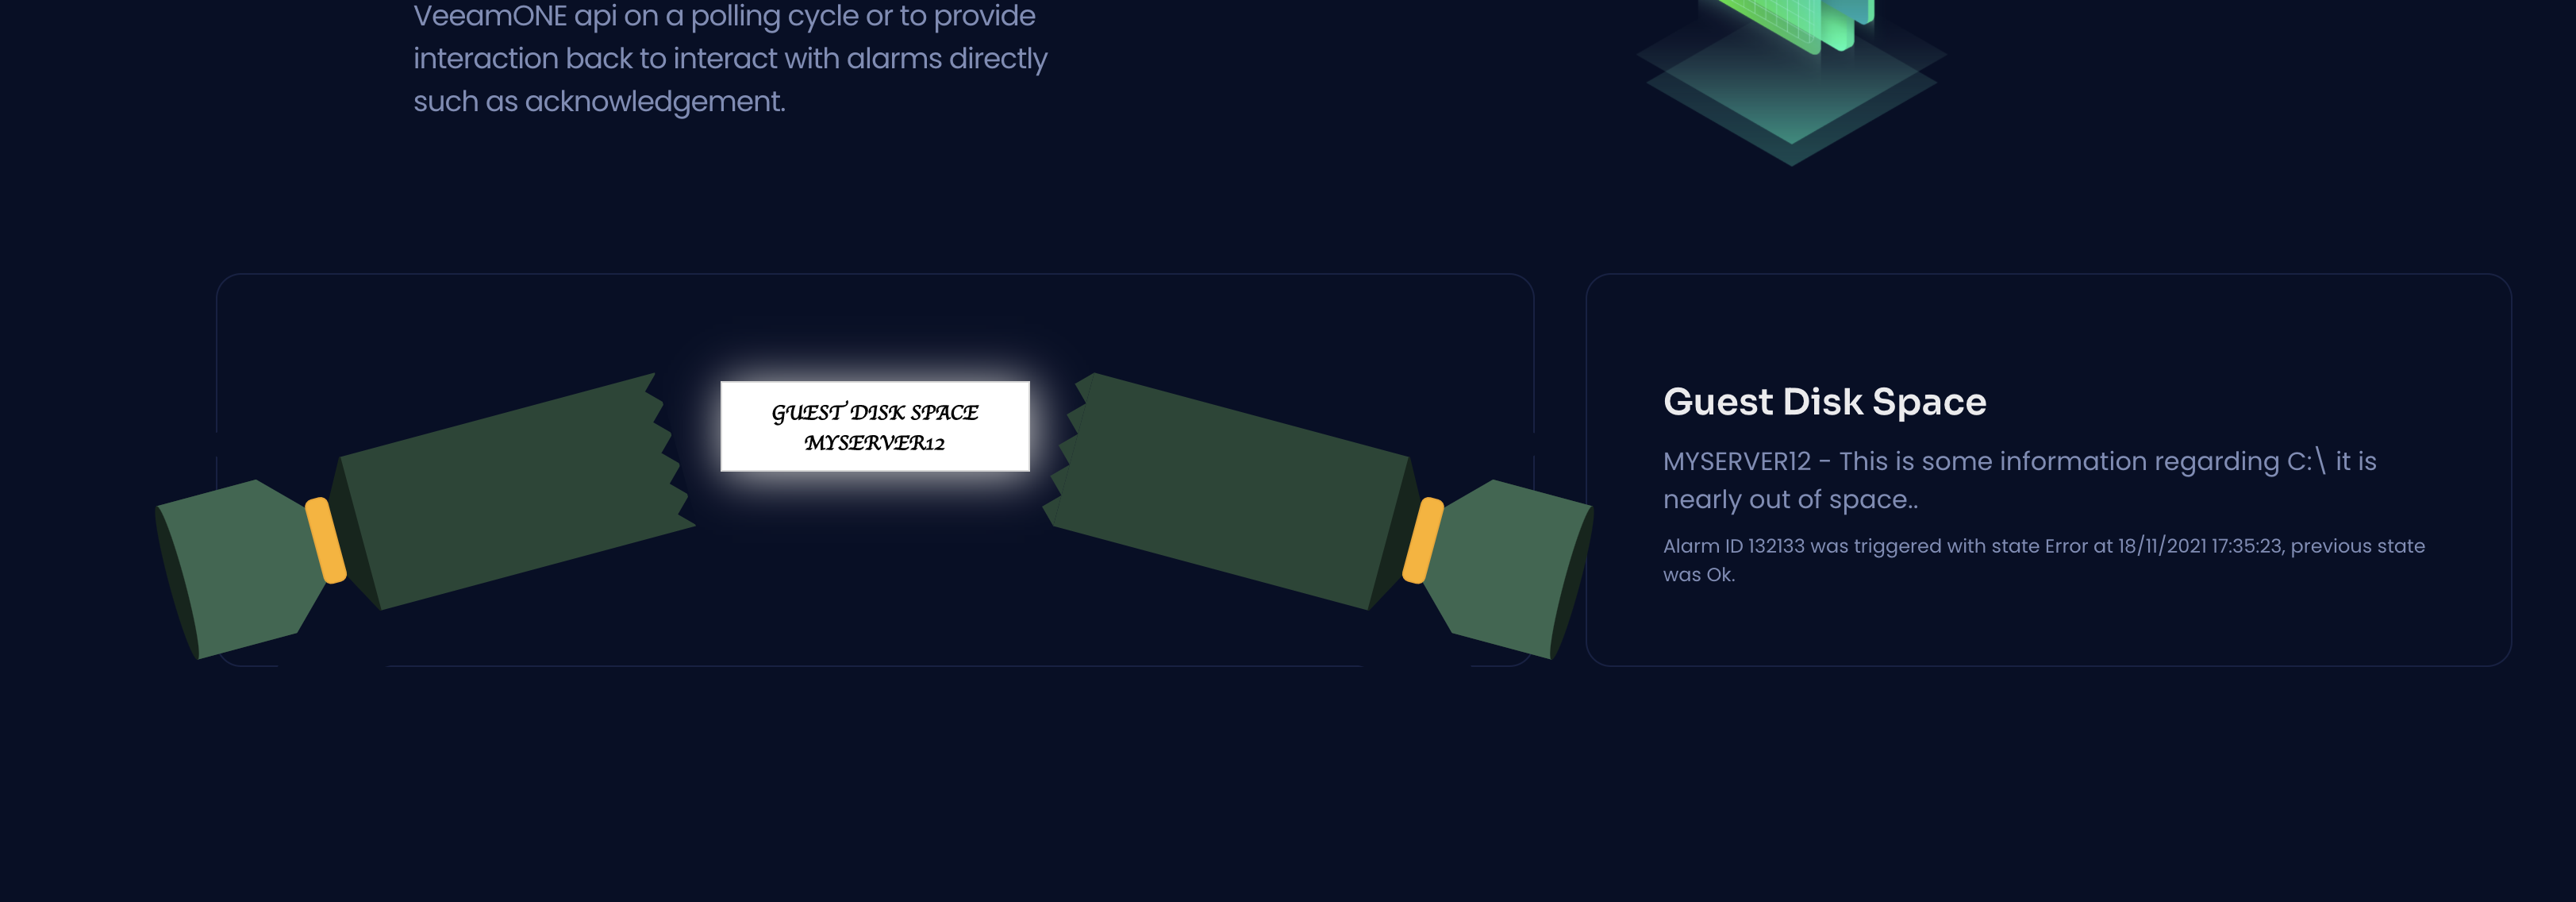 VeeamONE api on a polling cycle or to provide
interaction back to interact with alarms directly
such as acknowledgement.
GUEST DISK SPACE
MYSERVER12
Guest Disk Space
MYSERVER12 - This is some information regarding C:\ it is
nearly out of space..
Alarm ID 132133 was triggered with state Error at 18/11/2021 17:35:23, previous state
was Ok.